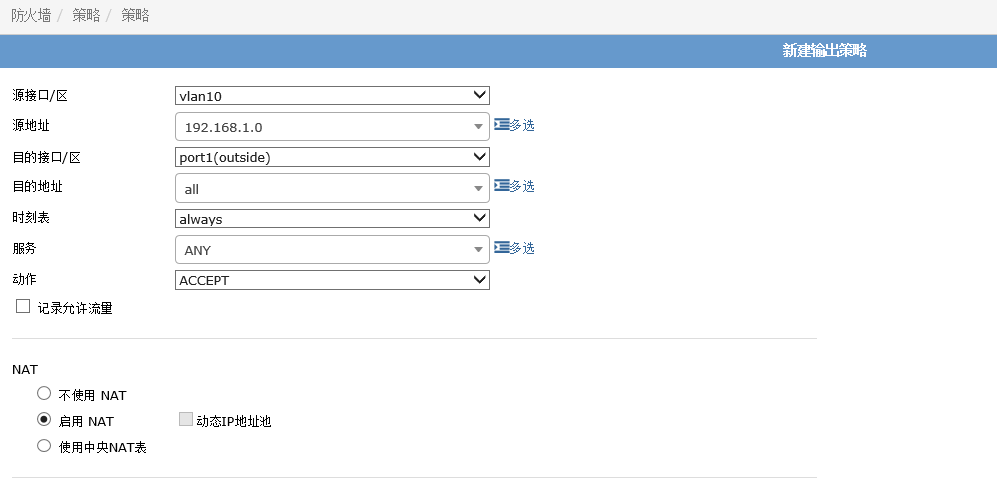 防火墙 / 策略 / 策略
新建输出策略
源接口/区 vlan10
源地址 192.168.1.0 多选
目的接口/区 port1(outside)
目的地址 all 多选
时刻表 always
服务 ANY 多选
动作 ACCEPT
记录允许流量
NAT
不使用 NAT
启用 NAT 动态IP地址池
使用中央NAT表